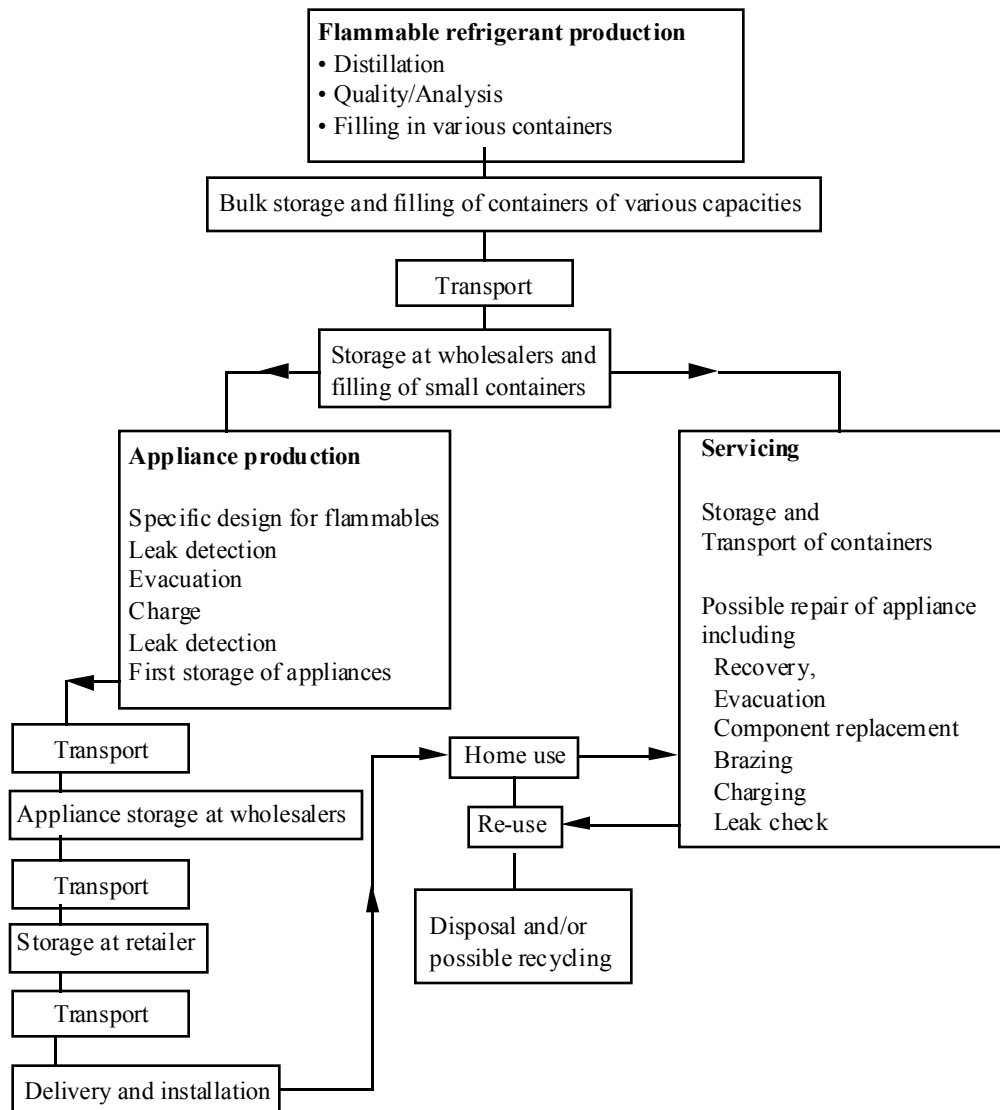 Flammable refrigerant production
• Distillation
• Quality/Analysis
• Filling in various containers
Bulk storage and filling of containers of various capacities
Transport
Storage at wholesalers and
filling of small containers
Appliance production
Specific design for flammables
Leak detection
Evacuation
Charge
Leak detection
First storage of appliances
Servicing
Storage and
Transport of containers
Possible repair of appliance
including
Recovery,
Evacuation
Component replacement
Brazing
Charging
Leak check
Transport
Appliance storage at wholesalers
Transport
Storage at retailer
Transport
Delivery and installation
Home use
Re-use
Disposal and/or
possible recycling